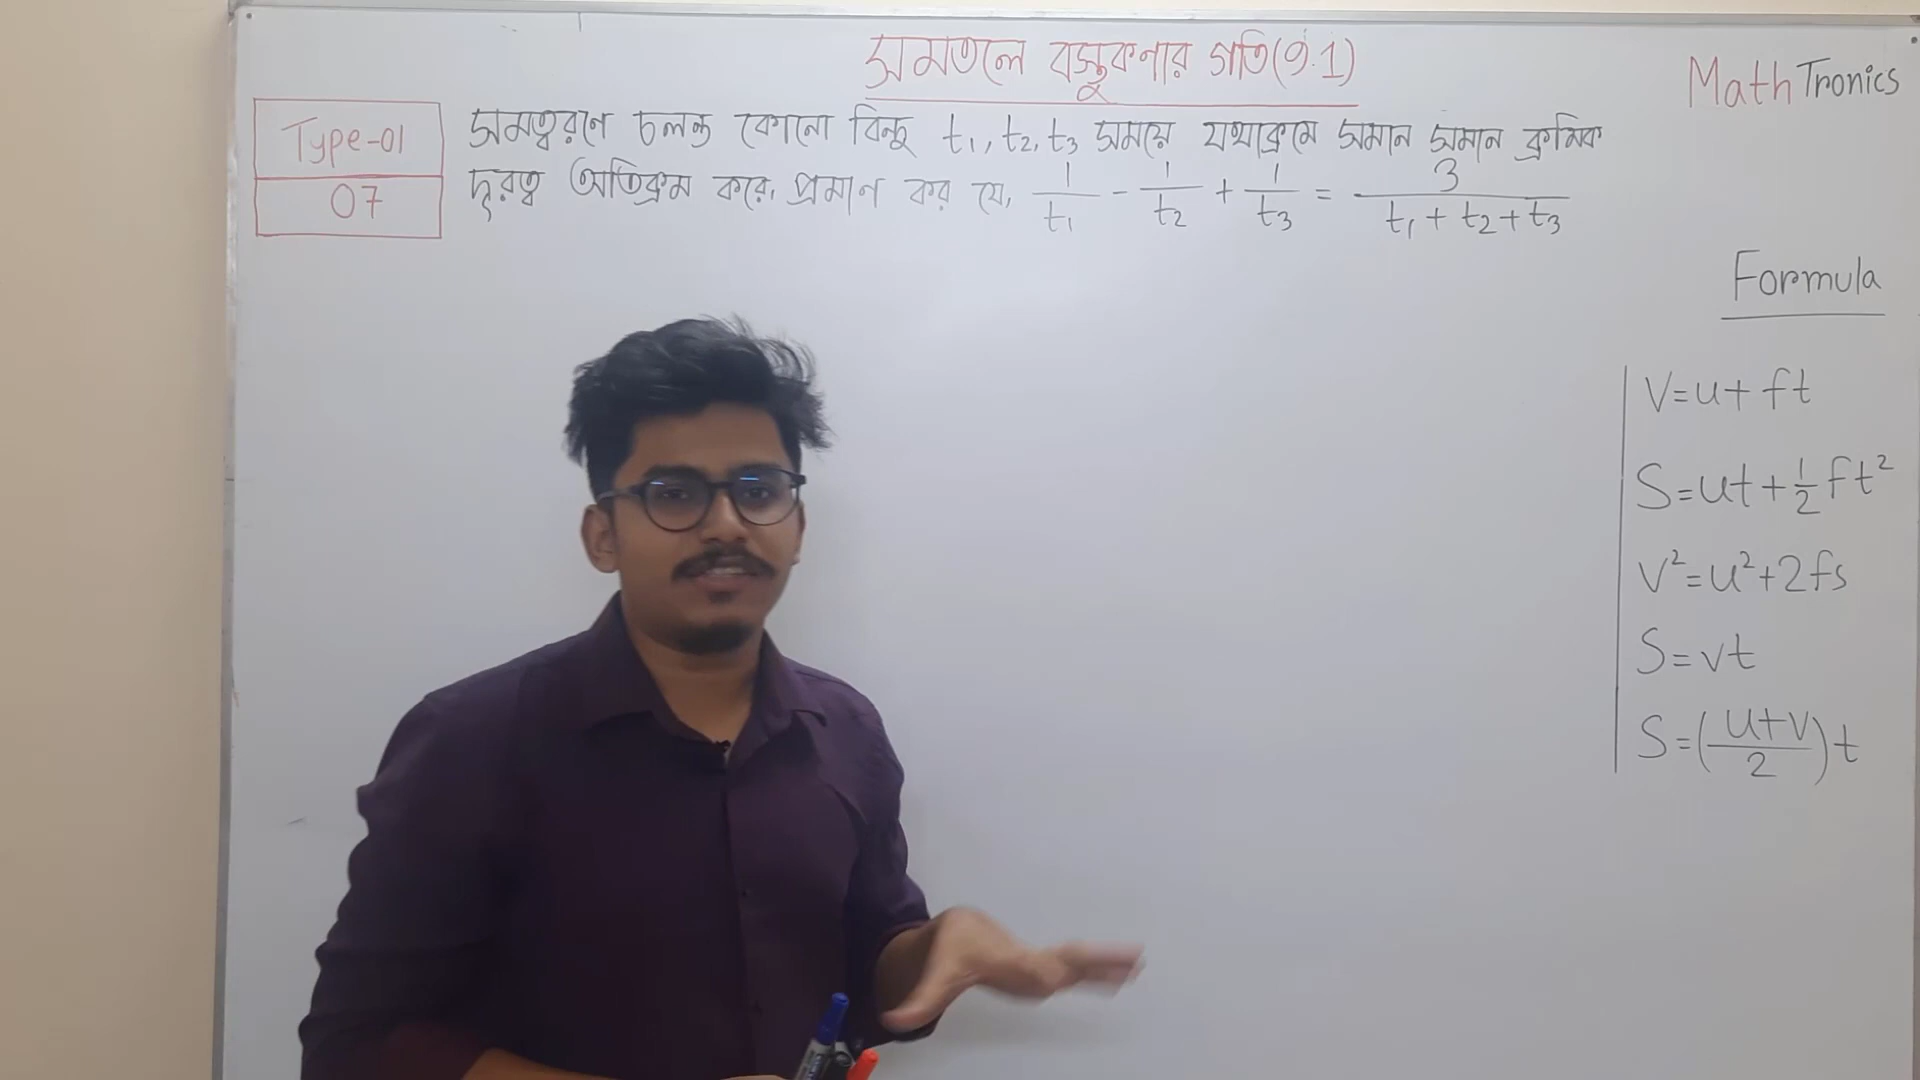 সমতলে বস্তুকণার গতি(9.1)
MathTronics
Type-01
07
সমত্বরণে চলন্ত কোনো বিন্দু t₁, t₂, t₃ সময়ে যথাক্রমে সমান সমান ক্রমিক
দূরত্ব অতিক্রম করে, প্রমাণ কর যে, 1/t₁ - 1/t₂ + 1/t₃ = 3/(t₁ + t₂ + t₃)
Formula
V=u+ft
S=ut+½ft²
V²=u²+2fs
S=vt
S=((u+v)/2)t